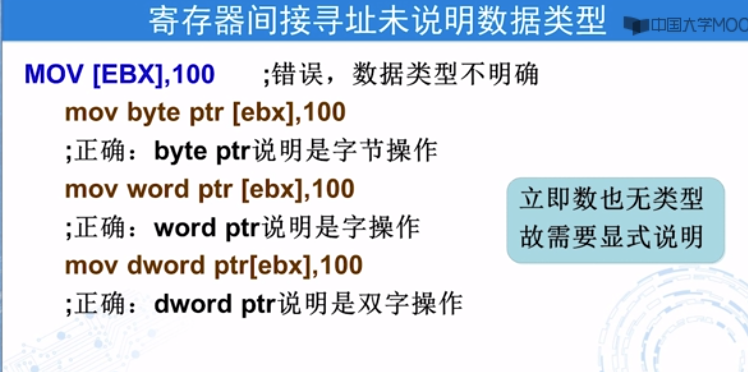 寄存器间接寻址未说明数据类型
中国大学MOO
MOV [EBX],100 ;错误，数据类型不明确
mov byte ptr [ebx],100
;正确：byte ptr说明是字节操作
mov word ptr [ebx],100
;正确：word ptr说明是字操作
mov dword ptr[ebx],100
;正确：dword ptr说明是双字操作
立即数也无类型
故需要显式说明